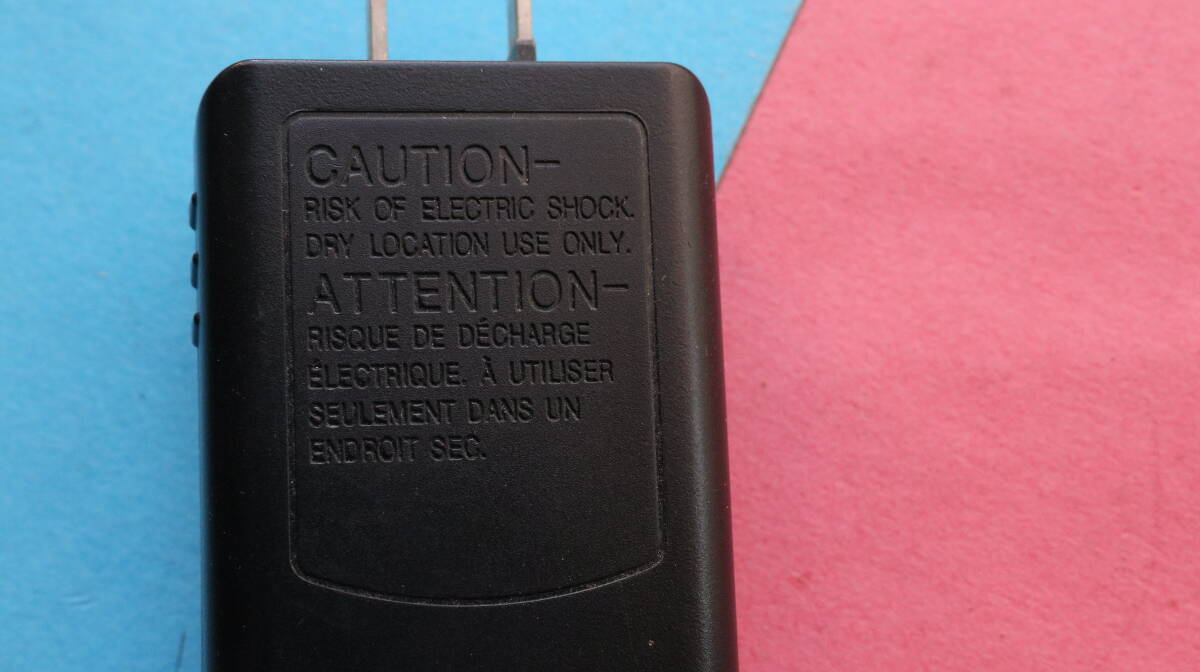 CAUTION-
RISK OF ELECTRIC SHOCK.
DRY LOCATION USE ONLY.
ATTENTION-
RISQUE DE DÉCHARGE
ÉLECTRIQUE. À UTILISER
SEULEMENT DANS UN
ENDROIT SEC.